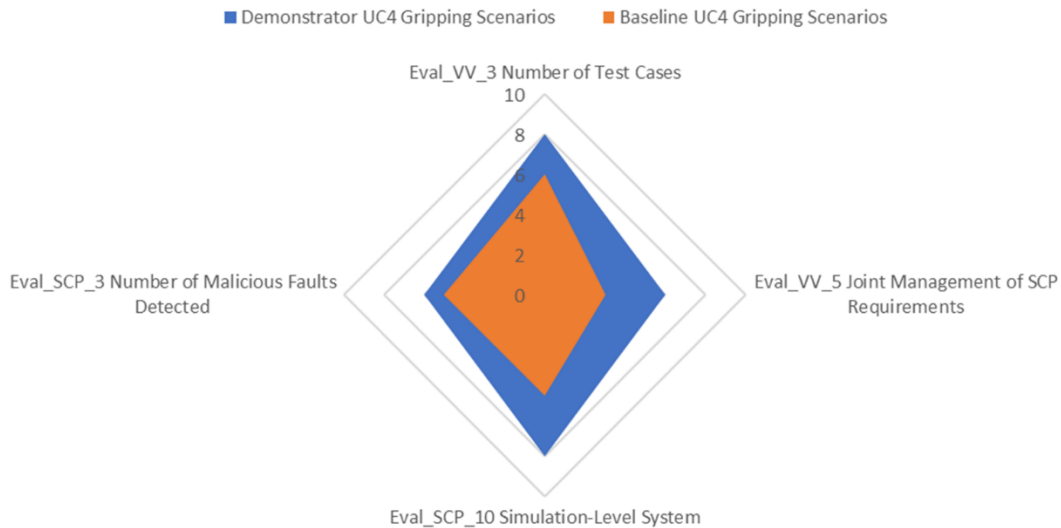 Demonstrator UC4 Gripping Scenarios
Baseline UC4 Gripping Scenarios
Eval_VV_3 Number of Test Cases
10
8
6
4
2
0
Eval_SCP_3 Number of Malicious Faults
Detected
Eval_VV_5 Joint Management of SCP
Requirements
Eval_SCP_10 Simulation-Level System